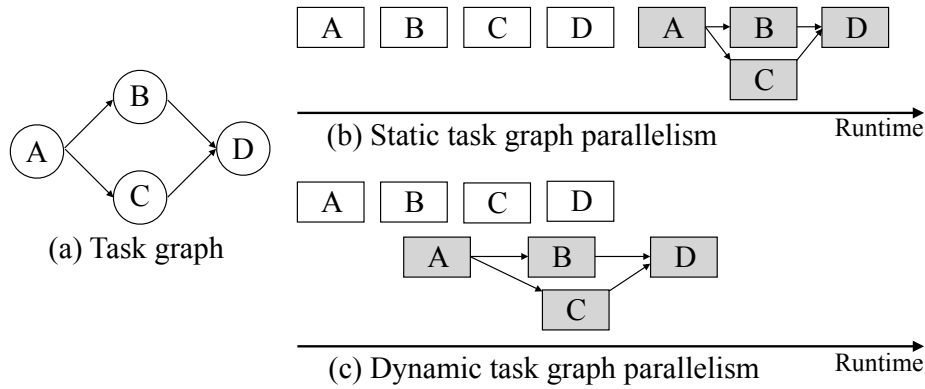 A
B
C
D
(a) Task graph
A B C D A B D
C
Runtime
(b) Static task graph parallelism
A B C D
A B D
C
Runtime
(c) Dynamic task graph parallelism